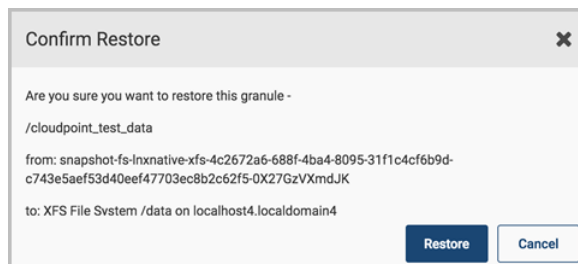 Confirm Restore
Are you sure you want to restore this granule -
/cloudpoint_test_data
from: snapshot-fs-lnxnative-xfs-4c2672a6-688f-4ba4-8095-31f1c4cf6b9d-
c743e5aef53d40eef47703ec8b2c62f5-0X27GzVXmdJK
to: XFS File System /data on localhost4.localdomain4
Restore
Cancel